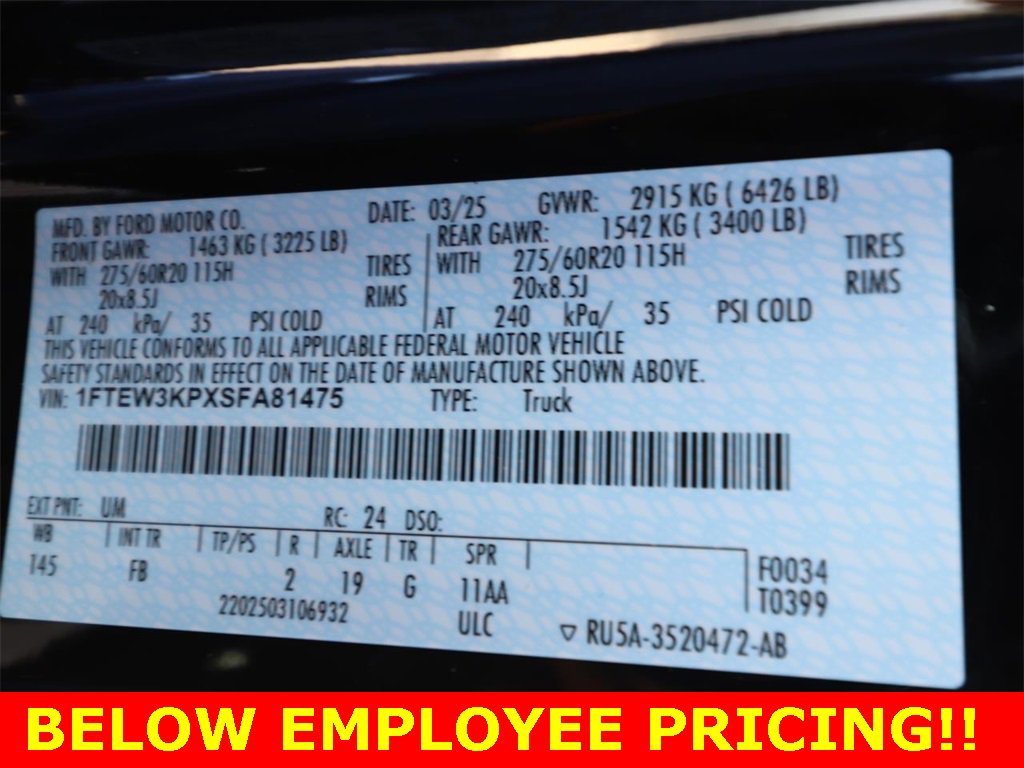 MFD. BY FORD MOTOR CO. DATE: 03/25 GVWR: 2915 KG ( 6426 LB)
FRONT GAWR: 1463 KG ( 3225 LB) REAR GAWR: 1542 KG ( 3400 LB)
WITH 275/60R20 115H TIRES WITH 275/60R20 115H TIRES
20x8.5J RIMS 20x8.5J RIMS
AT 240 kPa/ 35 PSI COLD AT 240 kPa/ 35 PSI COLD
THIS VEHICLE CONFORMS TO ALL APPLICABLE FEDERAL MOTOR VEHICLE
SAFETY STANDARDS IN EFFECT ON THE DATE OF MANUFACTURE SHOWN ABOVE.
VIN: 1FTEW3KPXSFA81475 TYPE: Truck
EXT PNT: UM RC: 24 DSO:
WB INT TR TP/PS R AXLE TR SPR
145 FB 2 19 G 11AA F0034
2202503106932 ULC T0399
RU5A-3520472-AB
BELOW EMPLOYEE PRICING!!